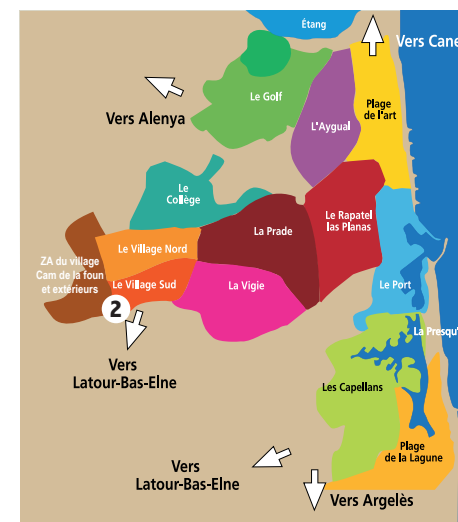 Étang
Vers Cane
Le Golf
Plage
de l'art
Vers Alenya
L'Aygual
Le
Collège
Le Rapatel
las Planas
La Prade
Le Village Nord
ZA du village
Cam de la foun
et extérieurs
Le Village Sud
La Vigie
Le Port
2
La Presqu'
Vers
Latour-Bas-Elne
Les Capellans
Plage
de la Lagune
Vers
Latour-Bas-Elne
Vers Argelès